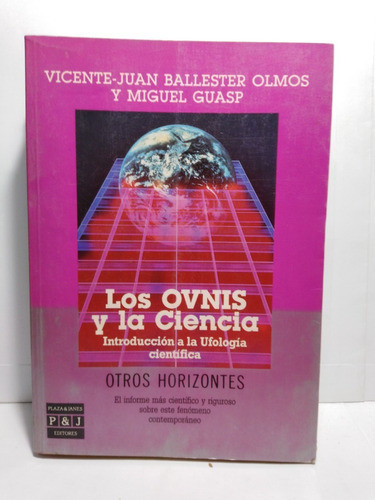 VICENTE-JUAN BALLESTER OLMOS
Y MIGUEL GUASP
Los OVNIS
y la Ciencia
Introducción a la Ufología
científica
OTROS HORIZONTES
El informe más científico y riguroso
sobre este fenómeno
contemporáneo
PLAZA & JANES
P & J
EDITORES